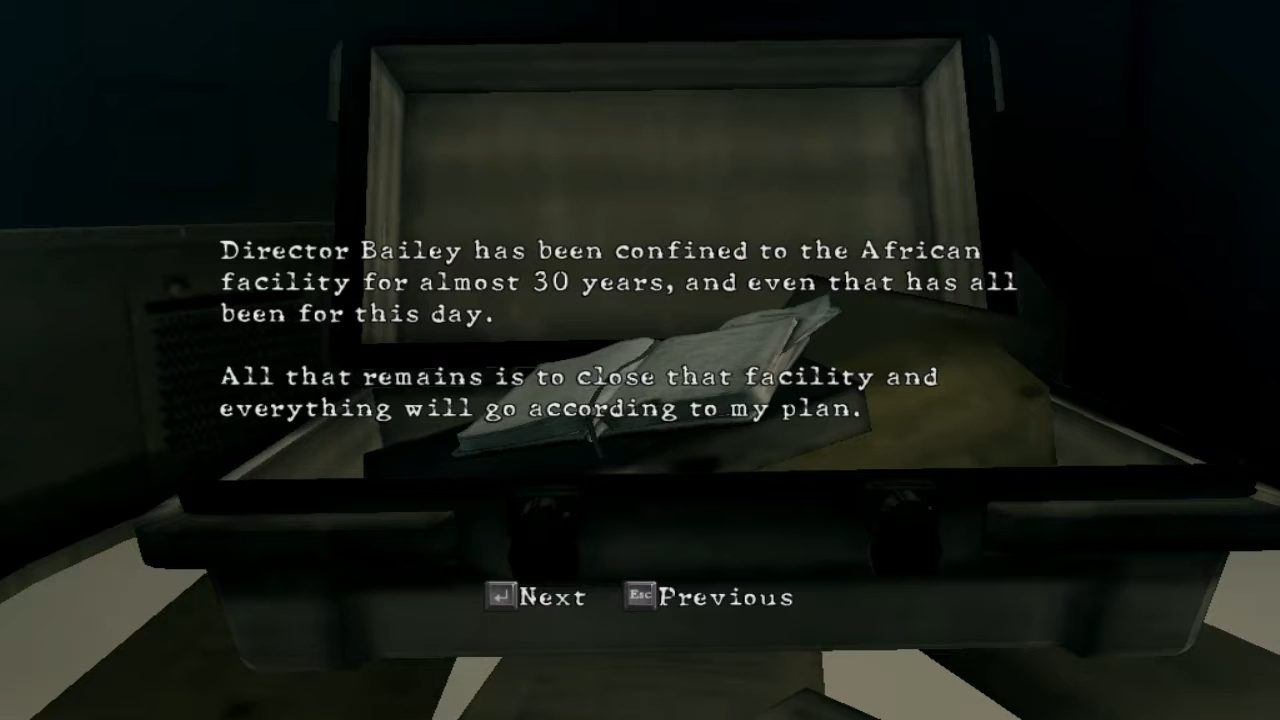 Director Bailey has been confined to the African
facility for almost 30 years, and even that has all
been for this day.
All that remains is to close that facility and
everything will go according to my plan.
↵ Next Esc Previous